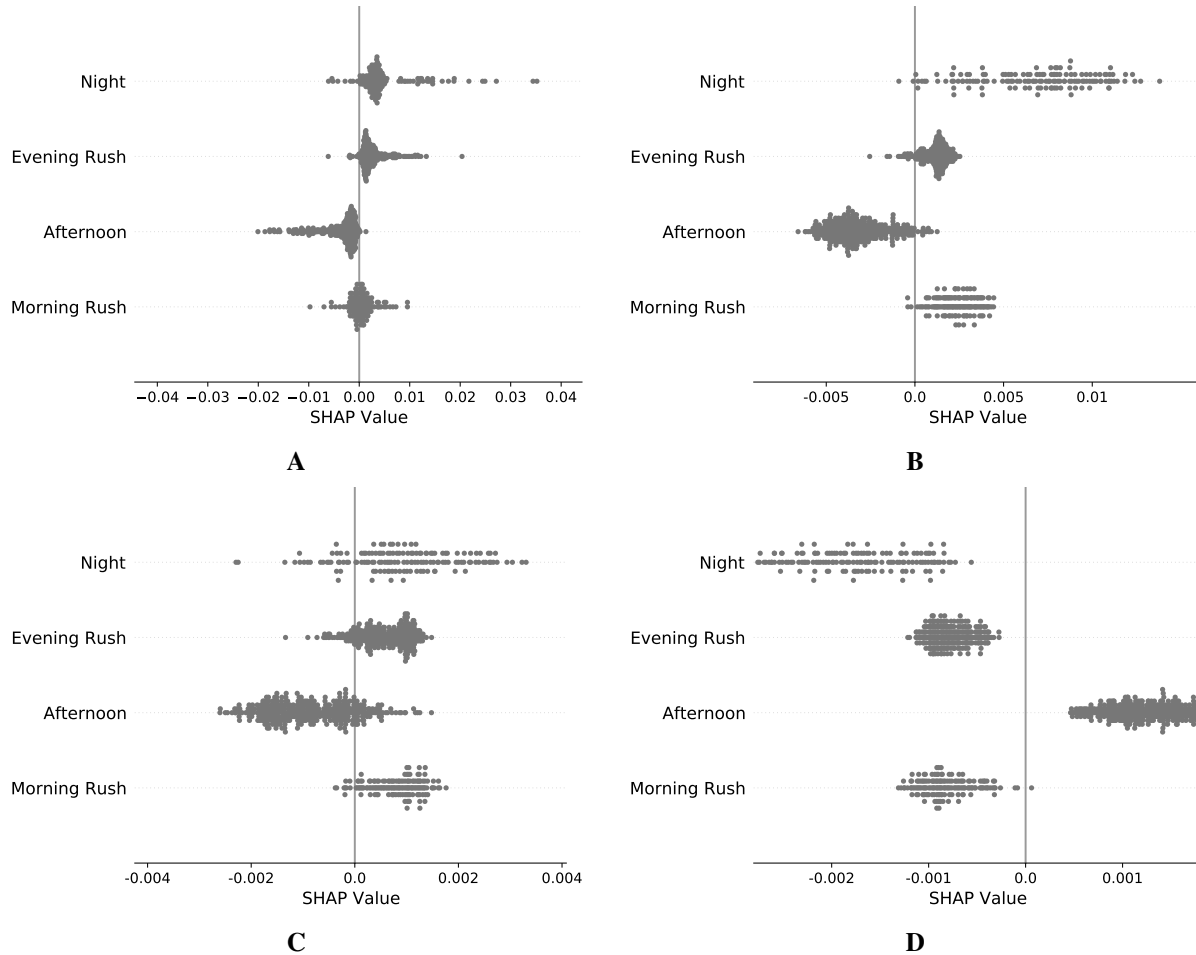 Night
Evening Rush
Afternoon
Morning Rush
−0.04 −0.03 −0.02 −0.01 0.00 0.01 0.02 0.03 0.04
SHAP Value
A
Night
Evening Rush
Afternoon
Morning Rush
-0.005 0.0 0.005 0.01
SHAP Value
B
Night
Evening Rush
Afternoon
Morning Rush
-0.004 -0.002 0.0 0.002 0.004
SHAP Value
C
Night
Evening Rush
Afternoon
Morning Rush
-0.002 -0.001 0.0 0.001
SHAP Value
D